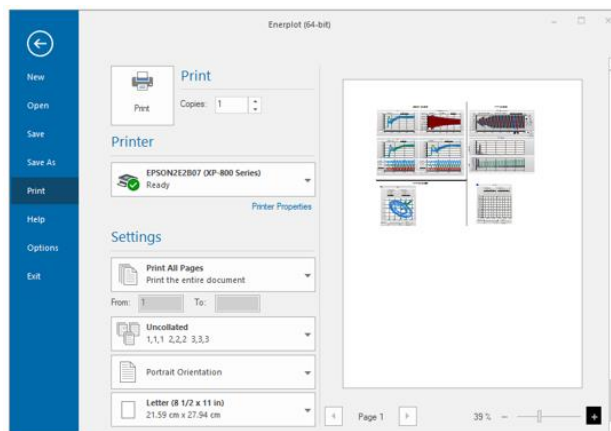 Enerplot (64-bit)
New
Open
Save
Save As
Print
Help
Options
Exit
Print
Print
Copies: 1
Printer
EPSON2E2B07 (XP-800 Series)
Ready
Printer Properties
Settings
Print All Pages
Print the entire document
From: 1 To:
Uncollated
1,1,1 2,2,2 3,3,3
Portrait Orientation
Letter (8 1/2 x 11 in)
21.59 cm x 27.94 cm
Page 1
39 %